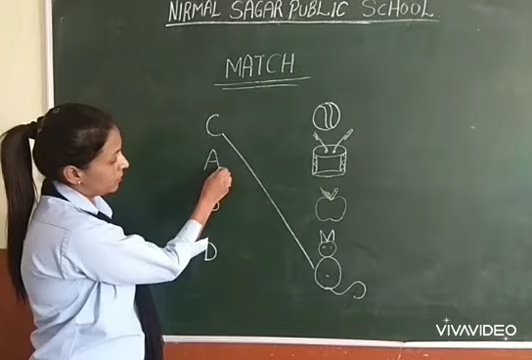 NIRMAL SAGAR PUBLIC SCHOOL
MATCH
C
A
D
VIVAVIDEO